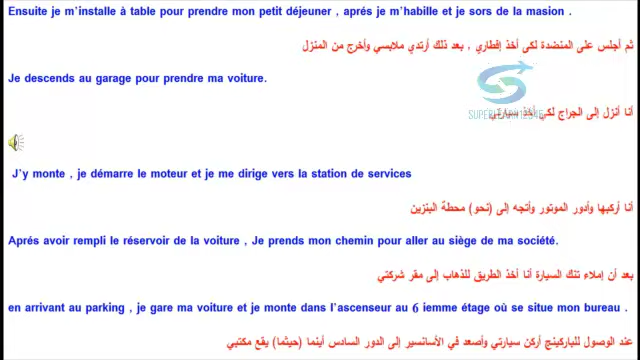 Ensuite je m'installe à table pour prendre mon petit déjeuner , aprés je m'habille et je sors de la masion .
ثم أجلس على المنضدة لكى أخذ إفطاري , بعد ذلك أرتدي ملابسي وأخرج من المنزل
Je descends au garage pour prendre ma voiture.
أنا أنزل إلى الجراج لكي أخذ سيارتي
SUPERLEARN12345
J'y monte , je démarre le moteur et je me dirige vers la station de services
أنا أركبها وأدور الموتور وأتجه إلى (نحو) محطة البنزين
Aprés avoir rempli le réservoir de la voiture , Je prends mon chemin pour aller au siège de ma société.
بعد أن إملاء تنك السيارة أنا أخذ الطريق للذهاب إلى مقر شركتي
en arrivant au parking , je gare ma voiture et je monte dans l'ascenseur au 6 iemme étage où se situe mon bureau .
عند الوصول للباركينج أركن سيارتي وأصعد في الأسانسير إلى الدور السادس أينما (حيثما) يقع مكتبي